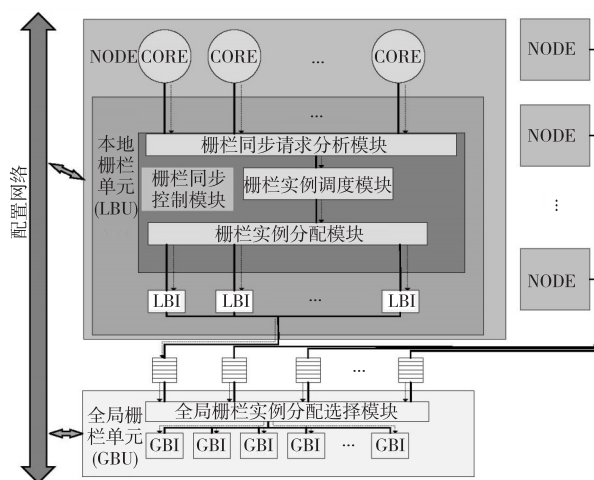 NODE CORE CORE ... CORE
NODE
...
NODE
本地
栅栏
单元
(LBU)
栅栏同步请求分析模块
栅栏同步
控制模块
栅栏实例调度模块
栅栏实例分配模块
...
NODE
LBI LBI ... LBI
配置网络
...
全局栅
栏单元
(GBU)
全局栅栏实例分配选择模块
GBI GBI GBI GBI ... GBI